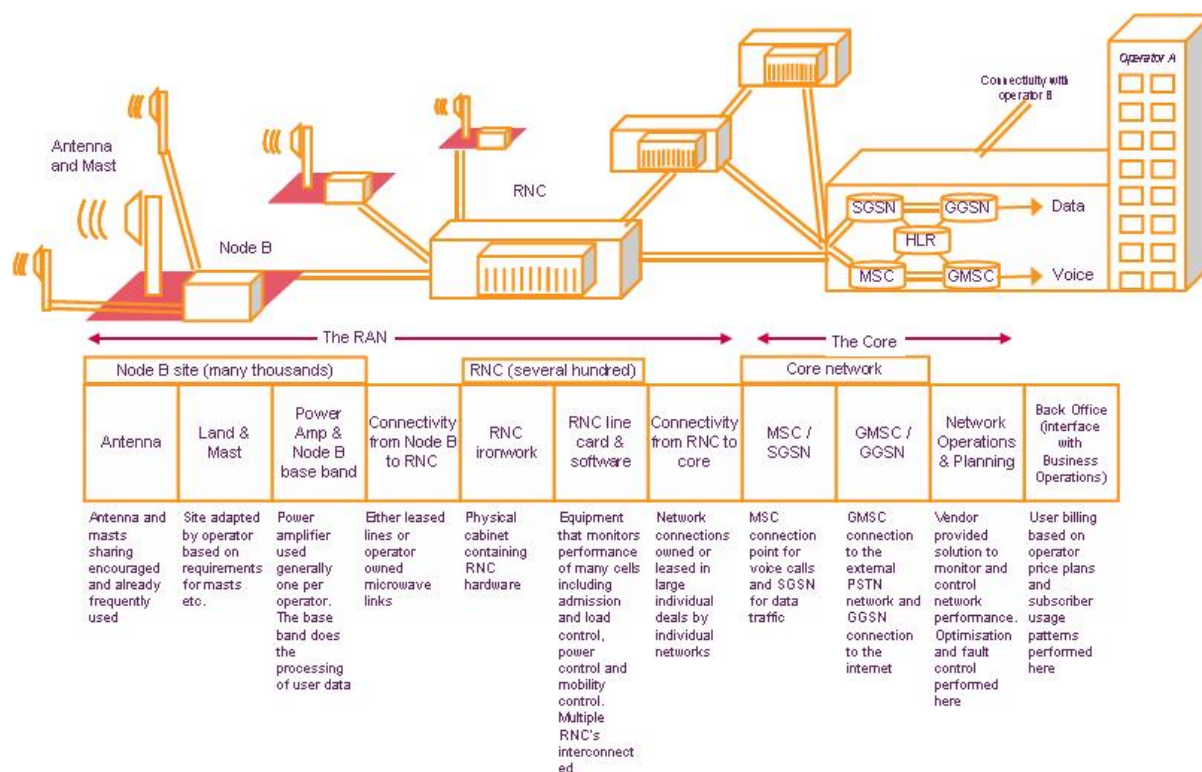 Operator A
Connectivity with
operator B
Antenna
and Mast
RNC
Node B
SGSN
GGSN
Data
HLR
MSC
GMSC
Voice
The RAN
The Core
Node B site (many thousands)
RNC (several hundred)
Core network
Antenna
Land &
Mast
Power
Amp &
Node B
base band
Connectivity
from Node B
to RNC
RNC
ironwork
RNC line
card &
software
Connectivity
from RNC to
core
MSC /
SGSN
GMSC /
GGSN
Network
Operations
& Planning
Back Office
(interface
with
Business
Operations)
Antenna and
masts
sharing
encouraged
and already
frequently
used
Site adapted
by operator
based on
requirements
for masts
etc.
Power
amplifier
used
generally
one per
operator.
The base
band does
the
processing
of user data
Either leased
lines or
operator
owned
microwave
links
Physical
cabinet
containing
RNC
hardware
Equipment
that monitors
performance
of many cells
including
admission
and load
control,
power
control and
mobility
control.
Multiple
RNC's
interconnect
ed
Network
connections
owned or
leased in
large
individual
deals by
individual
networks
MSC
connection
point for
voice calls
and SGSN
for data
traffic
GMSC
connection
to the
external
PSTN
network and
GGSN
connection
to the
internet
Vendor
provided
solution to
monitor and
control
network
performance.
Optimisation
and fault
control
performed
here
User billing
based on
operator
price plans
and
subscriber
usage
patterns
performed
here